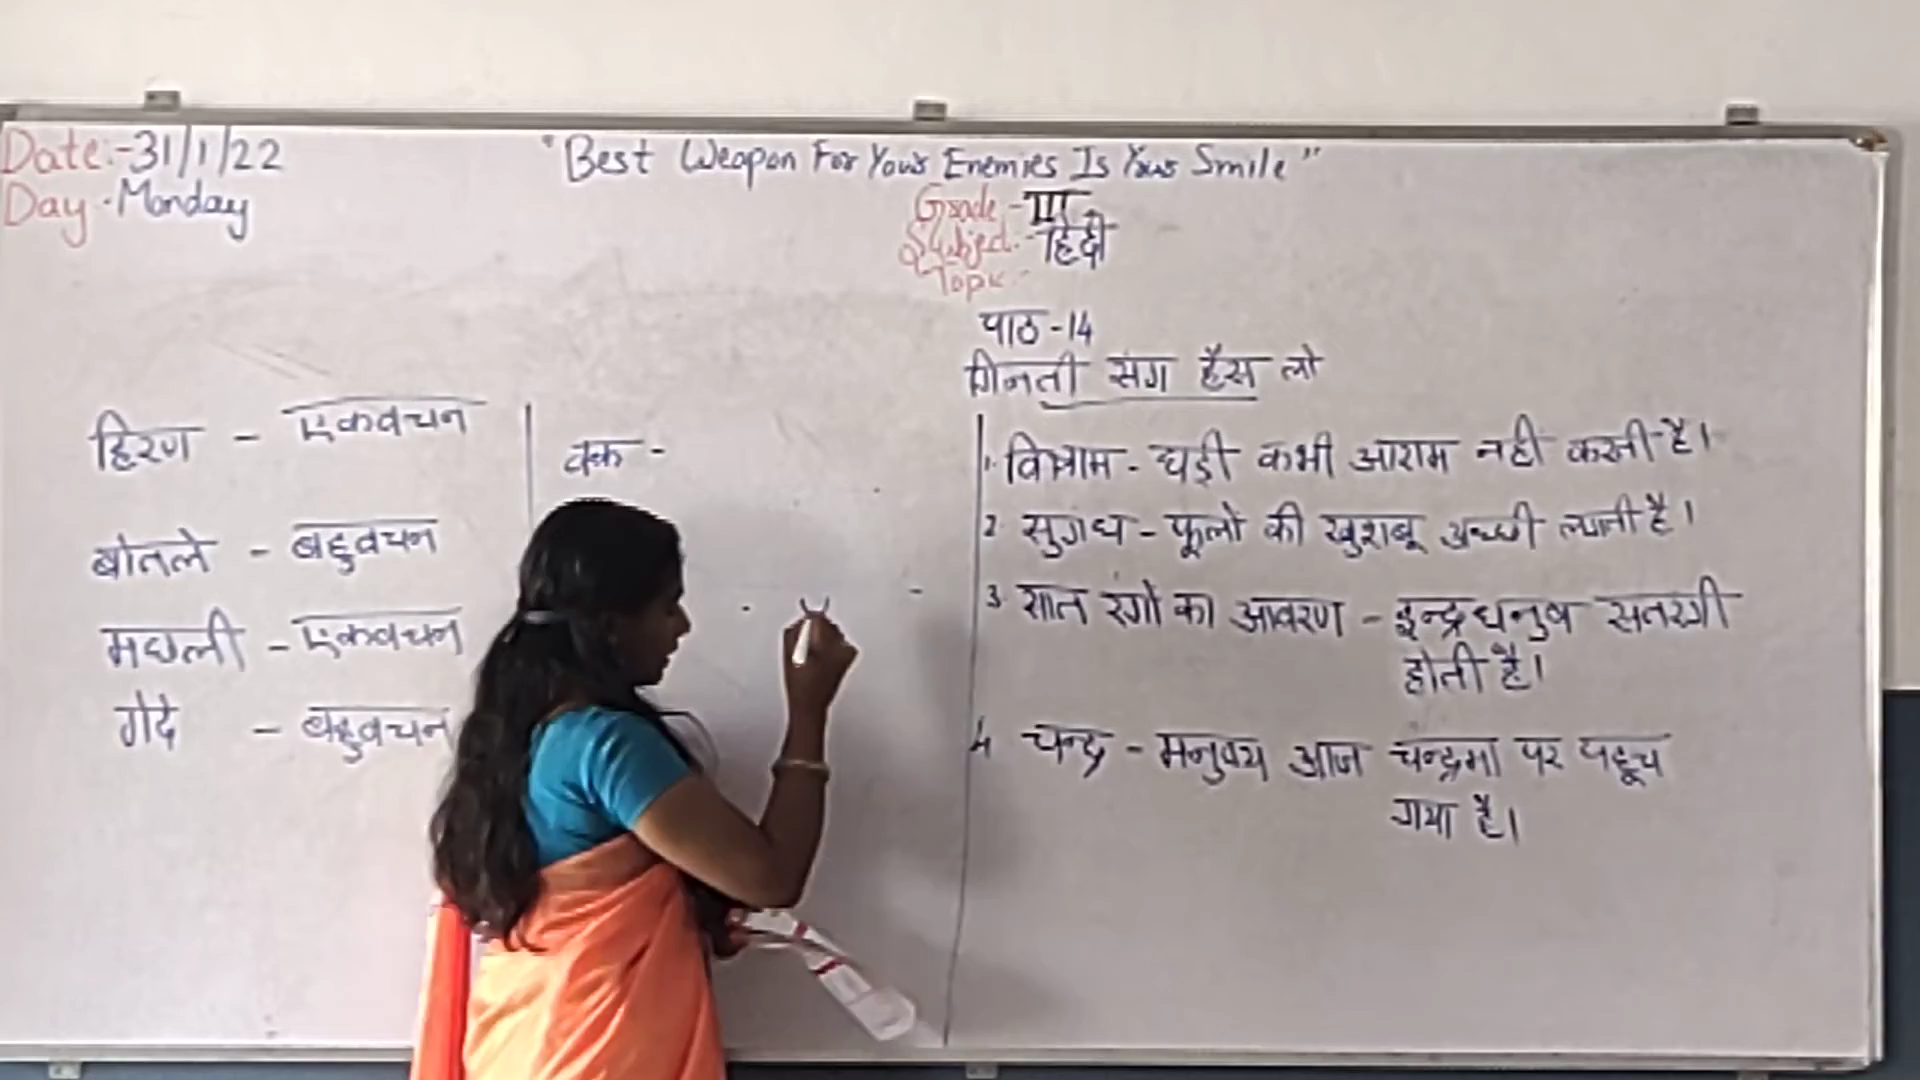 Date:-31/1/22
Day.Monday
"Best Weapon For Your Enemies Is Your Smile"
Grade-III
Subject:-हिंदी
Topic:-
पाठ-14
गिनती संग हँस लो
हिरण - एकवचन
बोतले - बहुवचन
मछली - एकवचन
गेंदे - बहुवचन
वक्र -
1. विश्राम - घड़ी कभी आराम नही करती है।
2 सुगंध - फूलो की खुशबू अच्छी लगती है।
3 सात रंगो का आवरण - इन्द्रधनुष सतरंगी
होती है।
4 चन्द्र - मनुष्य आज चंन्द्रमा पर पहूच
गया है।